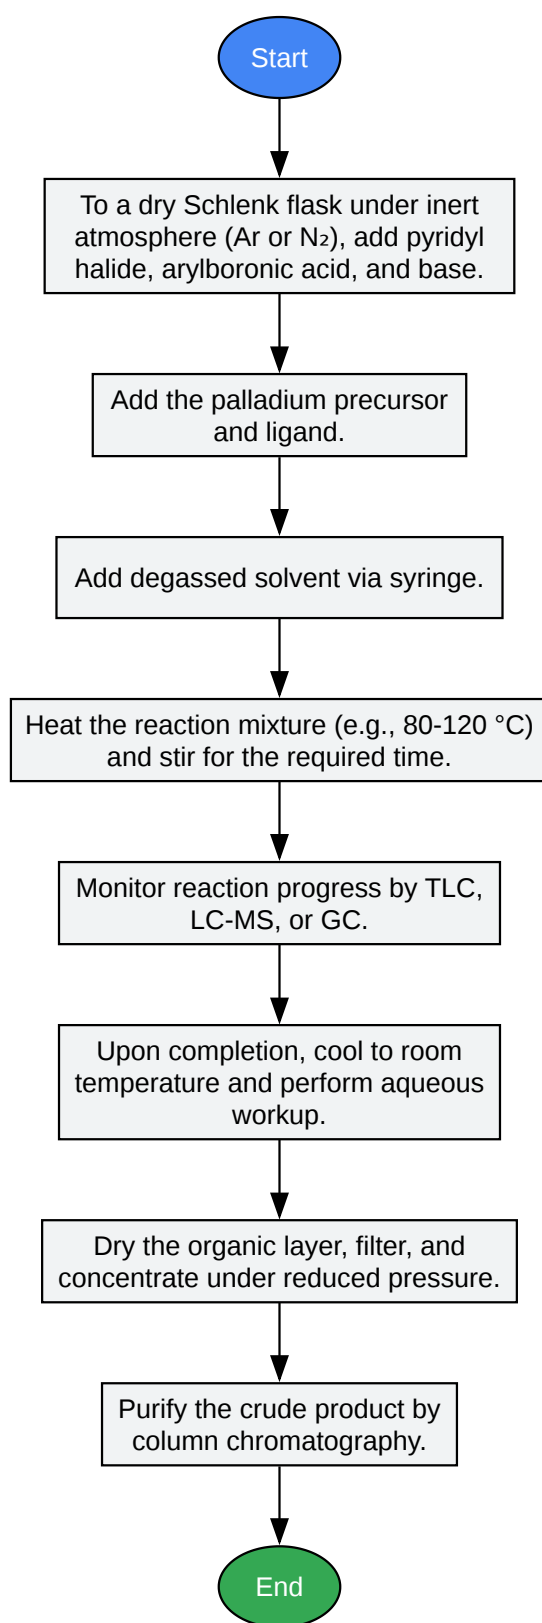 Start
To a dry Schlenk flask under inert
atmosphere (Ar or N₂), add pyridyl
halide, arylboronic acid, and base.
Add the palladium precursor
and ligand.
Add degassed solvent via syringe.
Heat the reaction mixture (e.g., 80-120 °C)
and stir for the required time.
Monitor reaction progress by TLC,
LC-MS, or GC.
Upon completion, cool to room
temperature and perform aqueous
workup.
Dry the organic layer, filter, and
concentrate under reduced pressure.
Purify the crude product by
column chromatography.
End